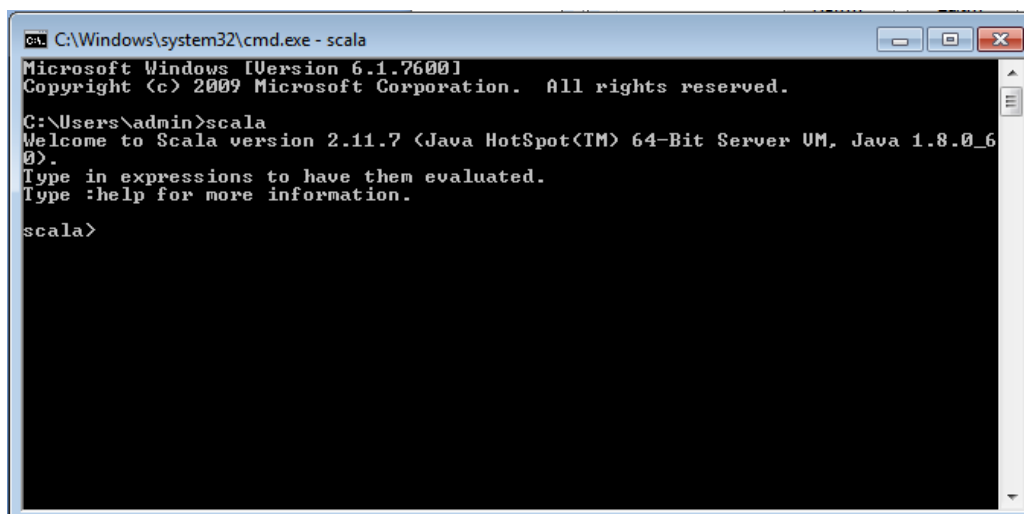 C:\Windows\system32\cmd.exe - scala
Microsoft Windows [Version 6.1.7600]
Copyright (c) 2009 Microsoft Corporation.  All rights reserved.
C:\Users\admin>scala
Welcome to Scala version 2.11.7 (Java HotSpot(TM) 64-Bit Server VM, Java 1.8.0_6
0).
Type in expressions to have them evaluated.
Type :help for more information.
scala>